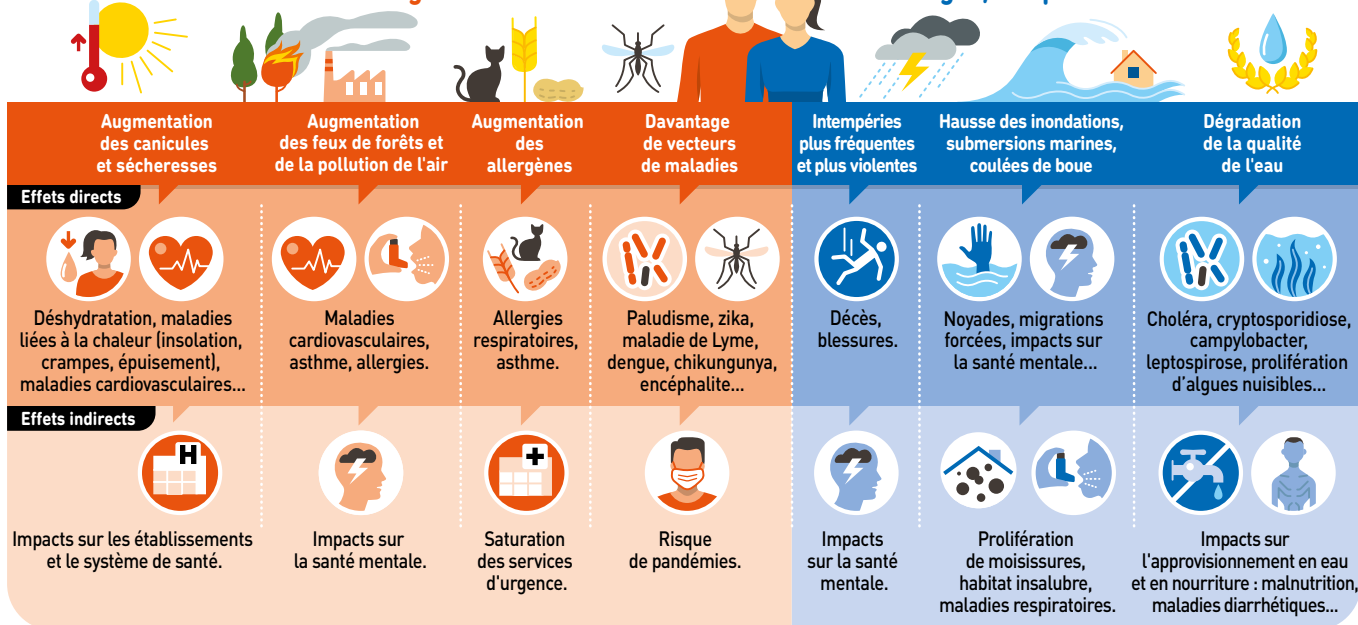 Augmentation
des canicules
et sécheresses
Augmentation
des feux de forêts et
de la pollution de l'air
Augmentation
des
allergènes
Davantage
de vecteurs
de maladies
Intempéries
plus fréquentes
et plus violentes
Hausse des inondations,
submersions marines,
coulées de boue
Dégradation
de la qualité
de l'eau
Effets directs
Déshydratation, maladies
liées à la chaleur (insolation,
crampes, épuisement),
maladies cardiovasculaires...
Maladies
cardiovasculaires,
asthme, allergies.
Allergies
respiratoires,
asthme.
Paludisme, zika,
maladie de Lyme,
dengue, chikungunya,
encéphalite...
Décès,
blessures.
Noyades, migrations
forcées, impacts sur
la santé mentale...
Choléra, cryptosporidiose,
campylobacter,
leptospirose, prolifération
d'algues nuisibles...
Effets indirects
H
Impacts sur les établissements
et le système de santé.
Impacts sur
la santé mentale.
Saturation
des services
d'urgence.
Risque
de pandémies.
Impacts
sur la santé
mentale.
Prolifération
de moisissures,
habitat insalubre,
maladies respiratoires.
Impacts sur
l'approvisionnement en eau
et en nourriture : malnutrition,
maladies diarrhétiques...